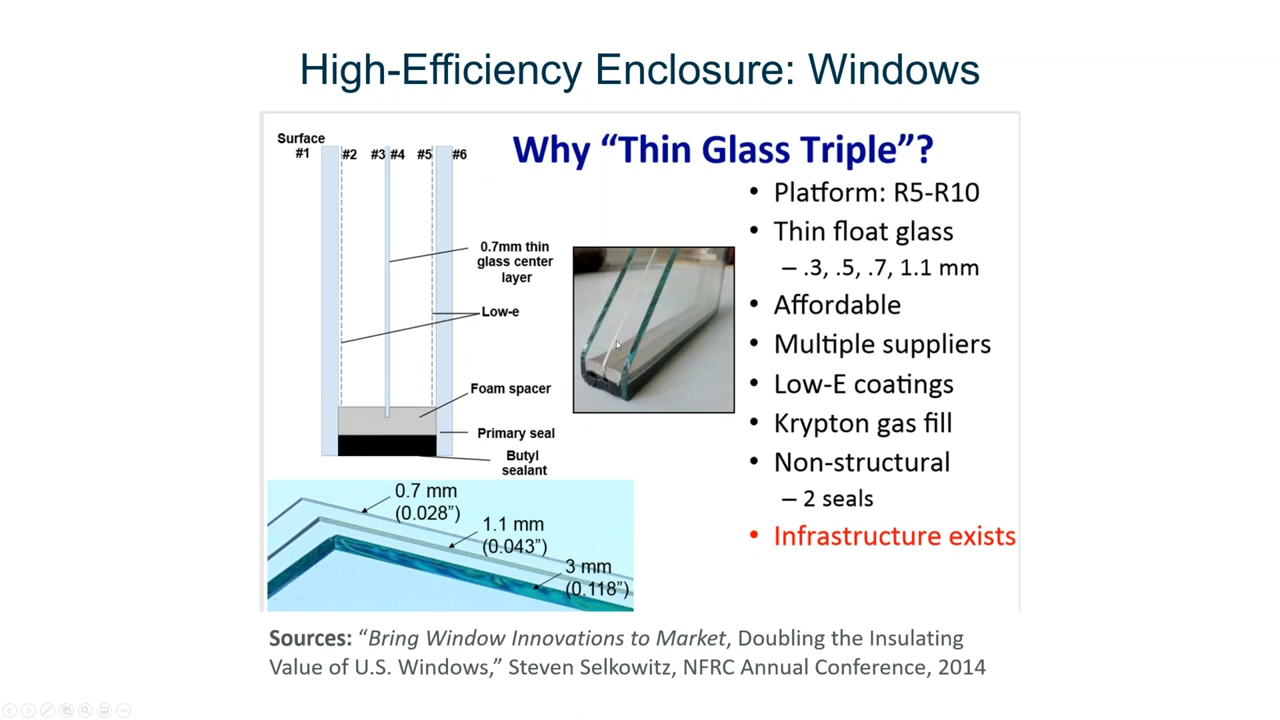 High-Efficiency Enclosure: Windows
Surface
#1 #2 #3 #4 #5 #6
0.7mm thin
glass center
layer
Low-e
Foam spacer
Primary seal
Butyl
sealant
0.7 mm
(0.028”)
1.1 mm
(0.043”)
3 mm
(0.118”)
Why “Thin Glass Triple”?
• Platform: R5-R10
• Thin float glass
– .3, .5, .7, 1.1 mm
• Affordable
• Multiple suppliers
• Low-E coatings
• Krypton gas fill
• Non-structural
– 2 seals
• Infrastructure exists
Sources: “Bring Window Innovations to Market, Doubling the Insulating
Value of U.S. Windows,” Steven Selkowitz, NFRC Annual Conference, 2014